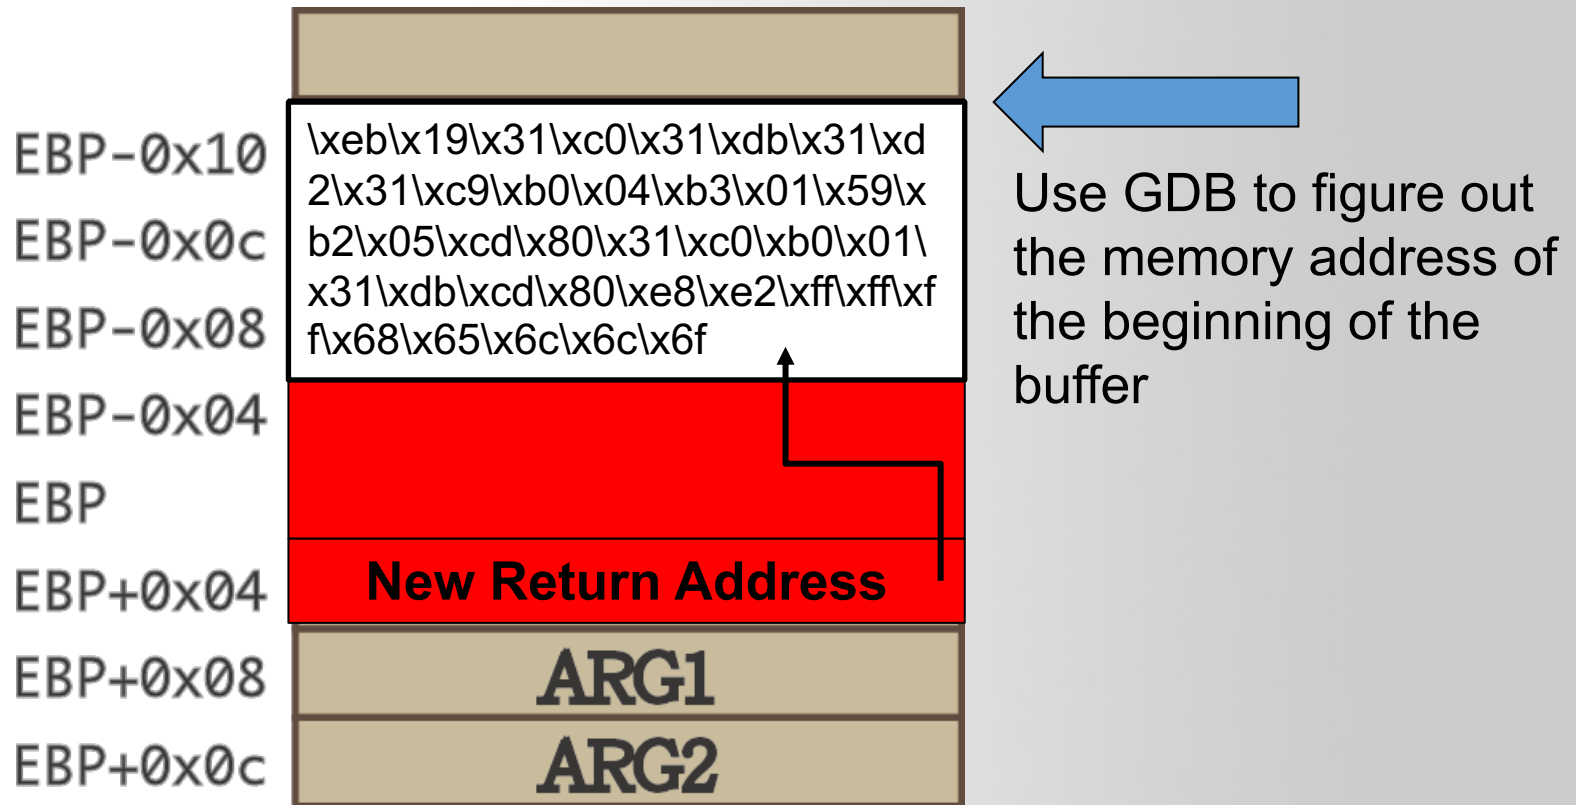 EBP-0x10
EBP-0x0c
EBP-0x08
EBP-0x04
EBP
EBP+0x04
EBP+0x08
EBP+0x0c
\xeb\x19\x31\xc0\x31\xdb\x31\xd
2\x31\xc9\xb0\x04\xb3\x01\x59\x
b2\x05\xcd\x80\x31\xc0\xb0\x01\
x31\xdb\xcd\x80\xe8\xe2\xff\xff\xf
f\x68\x65\x6c\x6c\x6f
New Return Address
ARG1
ARG2
Use GDB to figure out
the memory address of
the beginning of the
buffer